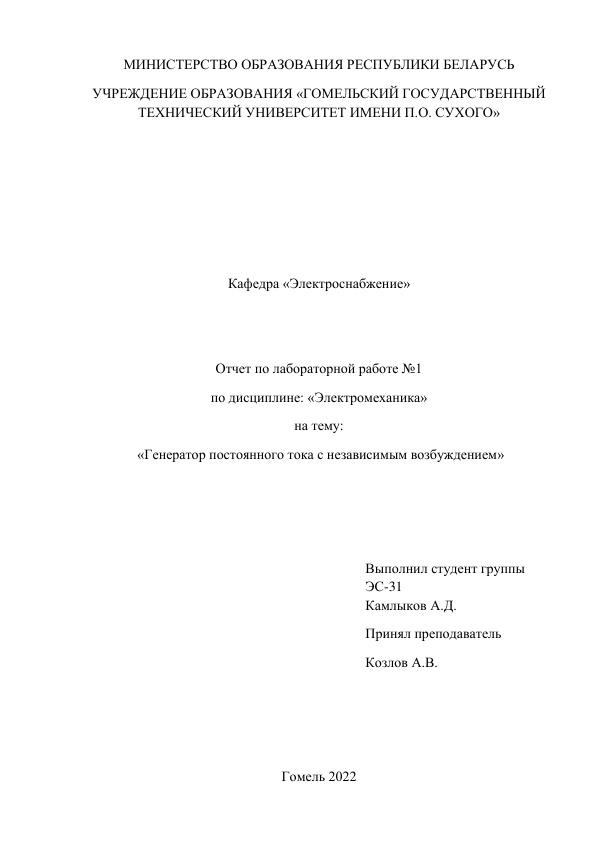 МИНИСТЕРСТВО ОБРАЗОВАНИЯ РЕСПУБЛИКИ БЕЛАРУСЬ
УЧРЕЖДЕНИЕ ОБРАЗОВАНИЯ «ГОМЕЛЬСКИЙ ГОСУДАРСТВЕННЫЙ
ТЕХНИЧЕСКИЙ УНИВЕРСИТЕТ ИМЕНИ П.О. СУХОГО»
Кафедра «Электроснабжение»
Отчет по лабораторной работе №1
по дисциплине: «Электромеханика»
на тему:
«Генератор постоянного тока с независимым возбуждением»
Выполнил студент группы
ЭС-31
Камлыков А.Д.
Принял преподаватель
Козлов А.В.
Гомель 2022